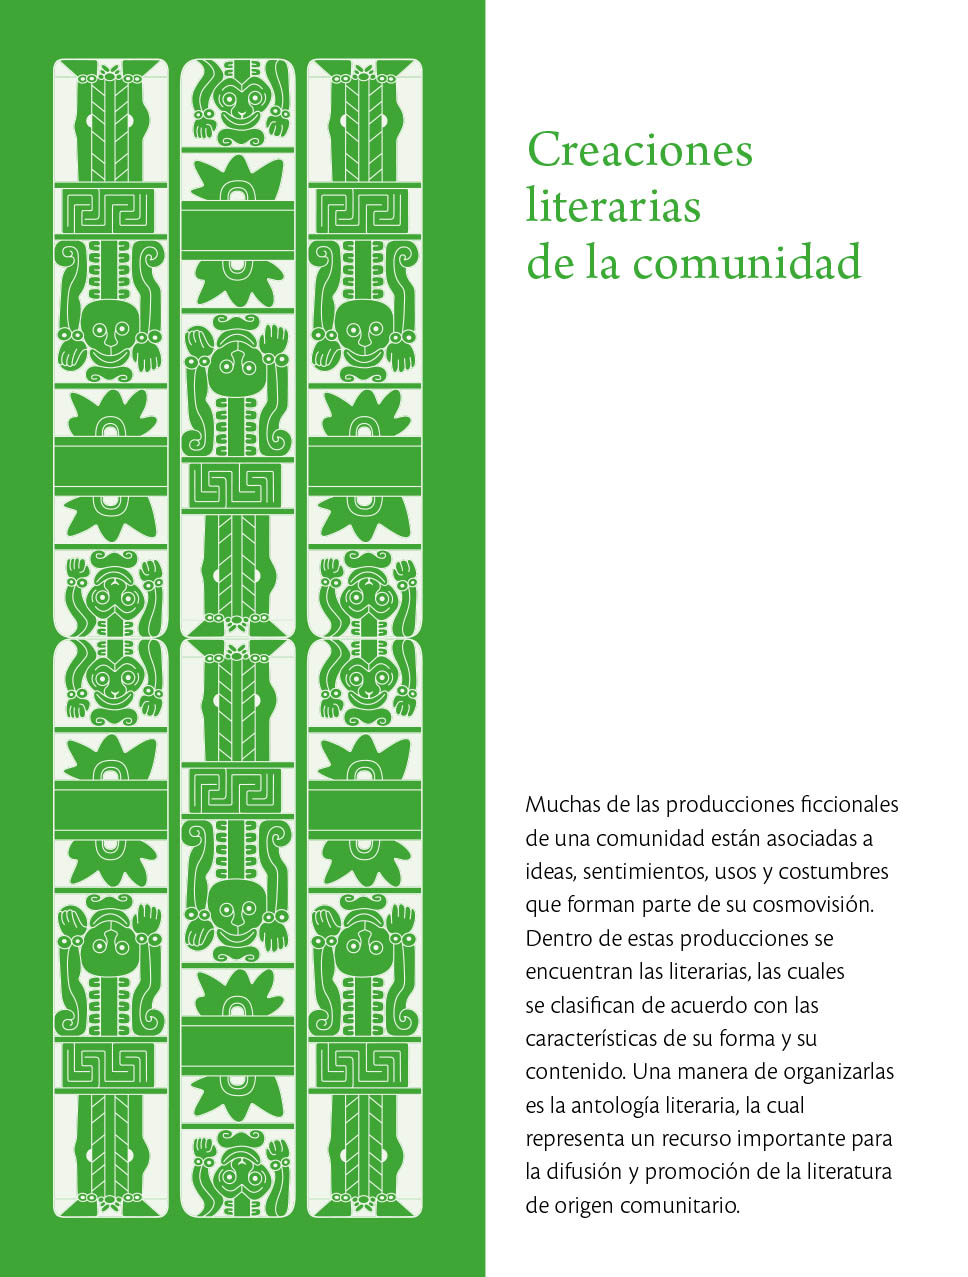 Creaciones
literarias
de la comunidad
Muchas de las producciones ficcionales
de una comunidad están asociadas a
ideas, sentimientos, usos y costumbres
que forman parte de su cosmovisión.
Dentro de estas producciones se
encuentran las literarias, las cuales
se clasifican de acuerdo con las
características de su forma y su
contenido. Una manera de organizarlas
es la antología literaria, la cual
representa un recurso importante para
la difusión y promoción de la literatura
de origen comunitario.